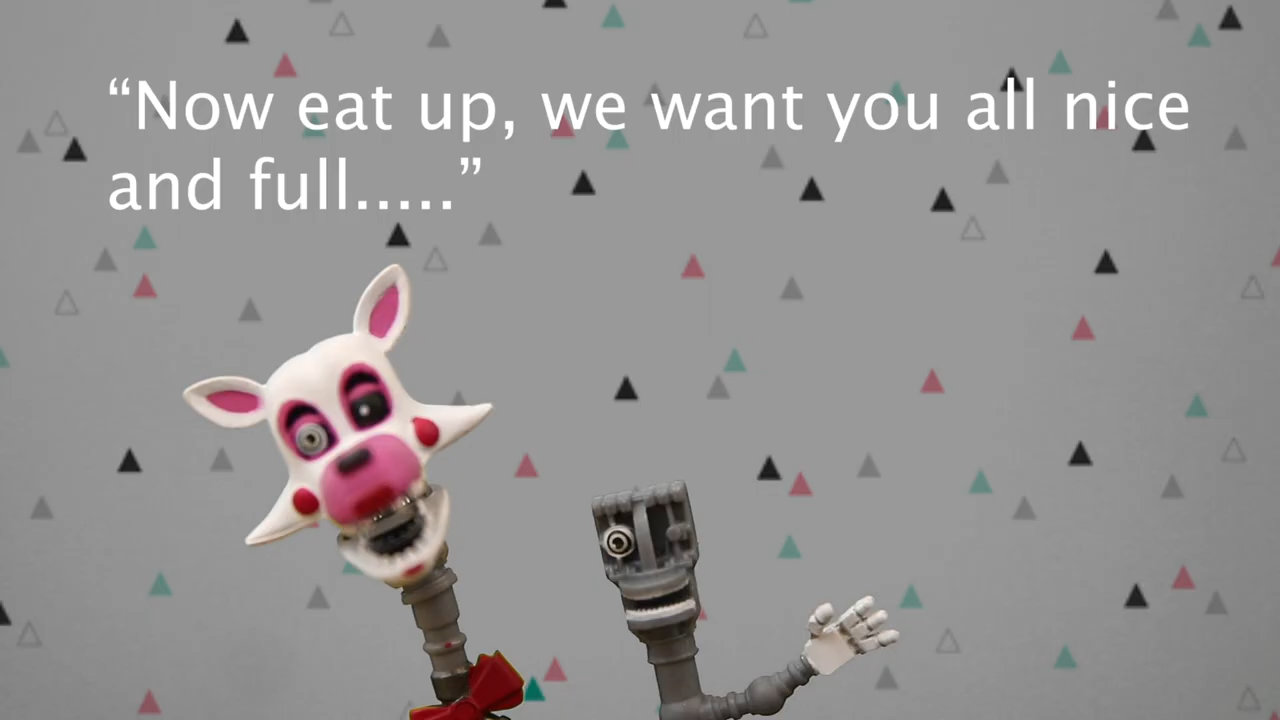 “Now eat up, we want you all nice
and full.....”